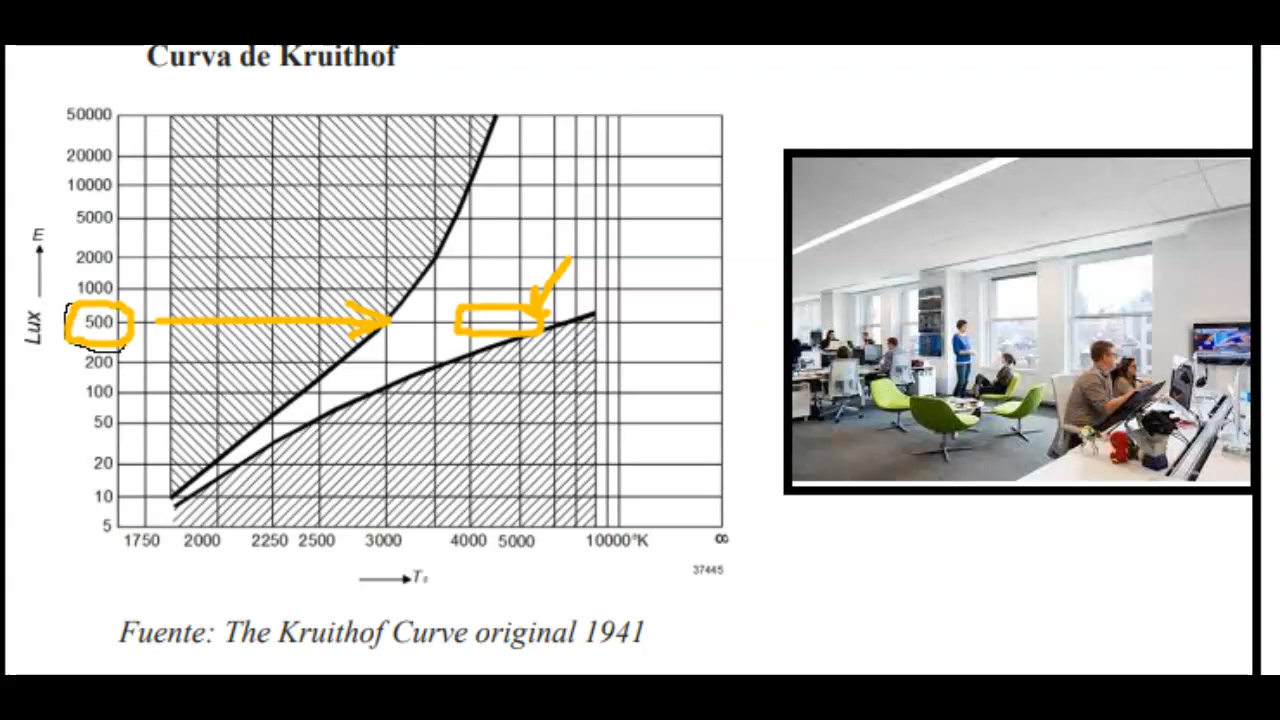 Curva de Kruithof
50000
20000
10000
5000
E
2000
1000
500
Lux
200
100
50
20
10
5
1750 2000 2250 2500 3000 4000 5000 10000°K ∞
37445
Fuente: The Kruithof Curve original 1941